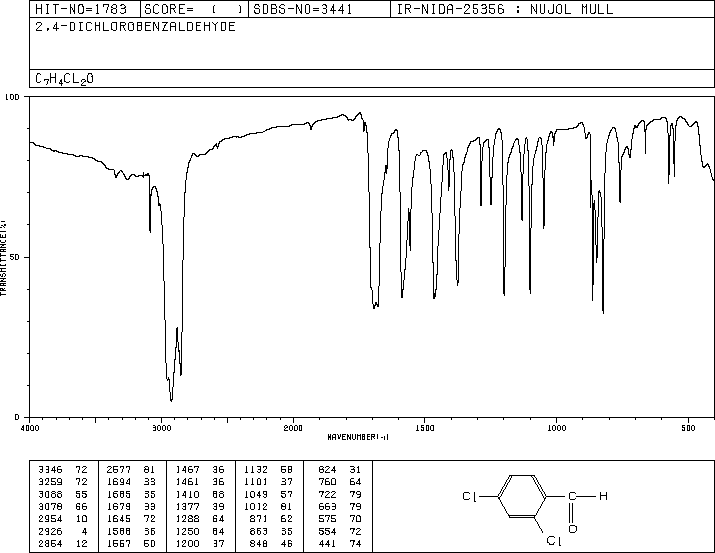 HIT-NO=1783 SCORE= ( ) SDBS-NO=3441 IR-NIDA-25356 : NUJOL MULL
2,4-DICHLOROBENZALDEHYDE
C7H4CL2O
100
50
0
TRANSMITTANCE(%)
4000 3000 2000 1500 1000 500
WAVENUMBER(-1)
3346 72 2577 81 1467 36 1132 58 824 31
3259 72 1694 33 1461 36 1101 37 760 64
3088 55 1685 35 1410 68 1049 57 722 79
3078 66 1679 33 1377 39 1012 81 663 79
2954 10 1645 72 1288 64 871 62 575 70
2926 4 1588 36 1250 64 863 35 554 72
2854 12 1557 50 1200 37 848 46 441 74
Cl
C H
O
Cl